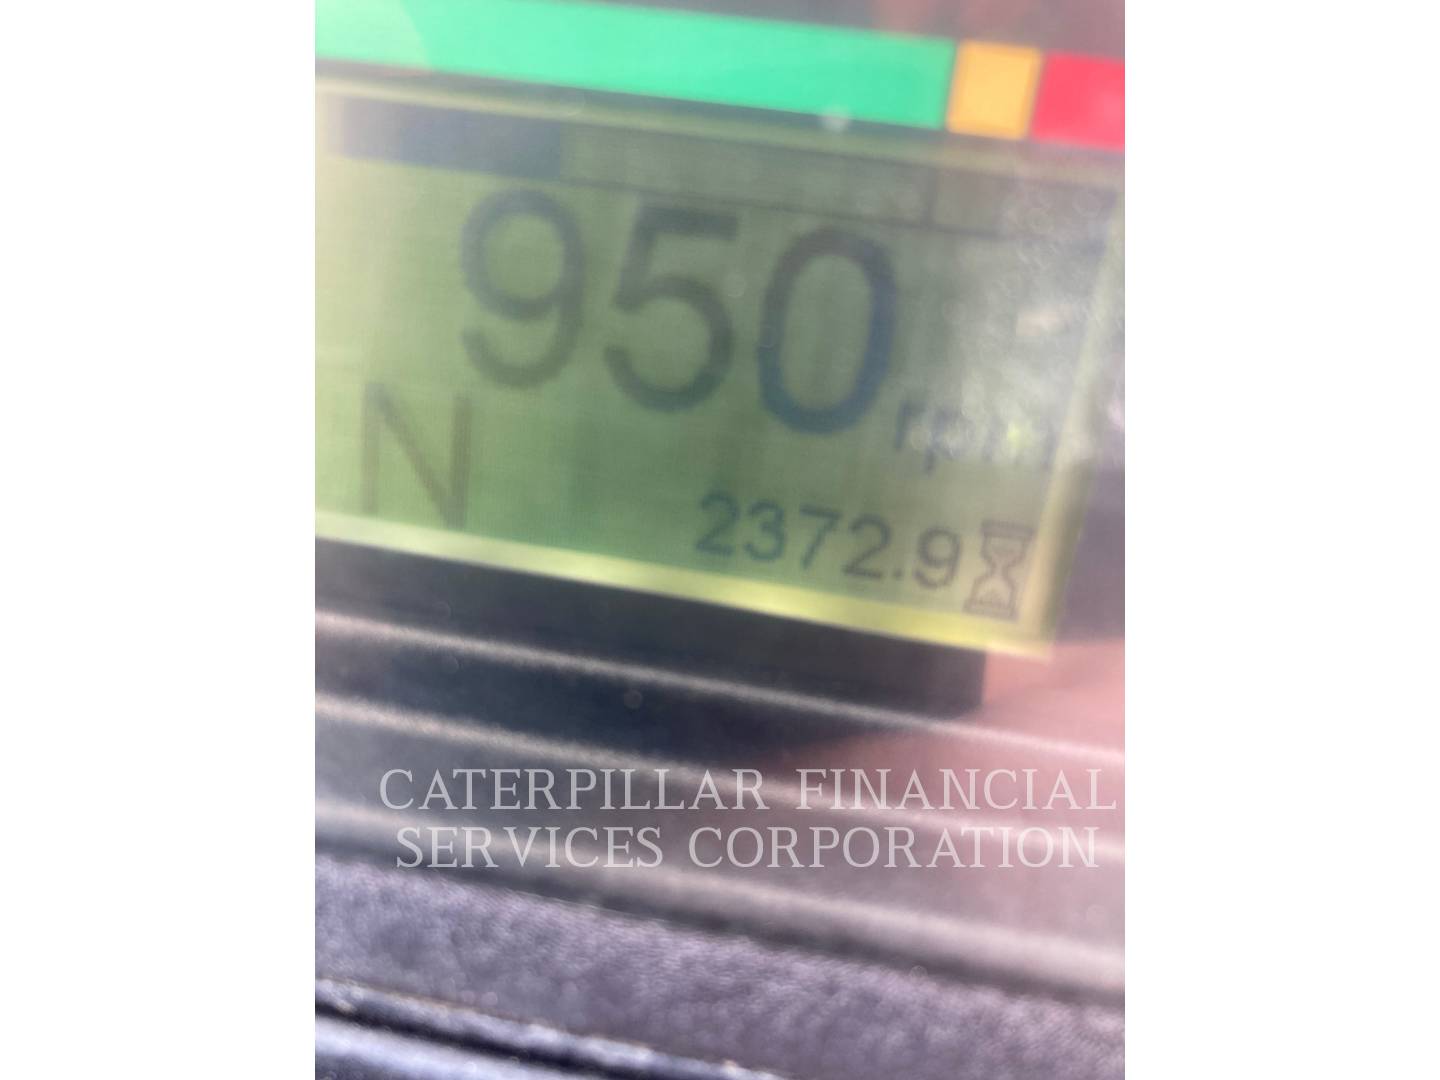 950
rpm
N
2372.9
CATERPILLAR FINANCIAL
SERVICES CORPORATION